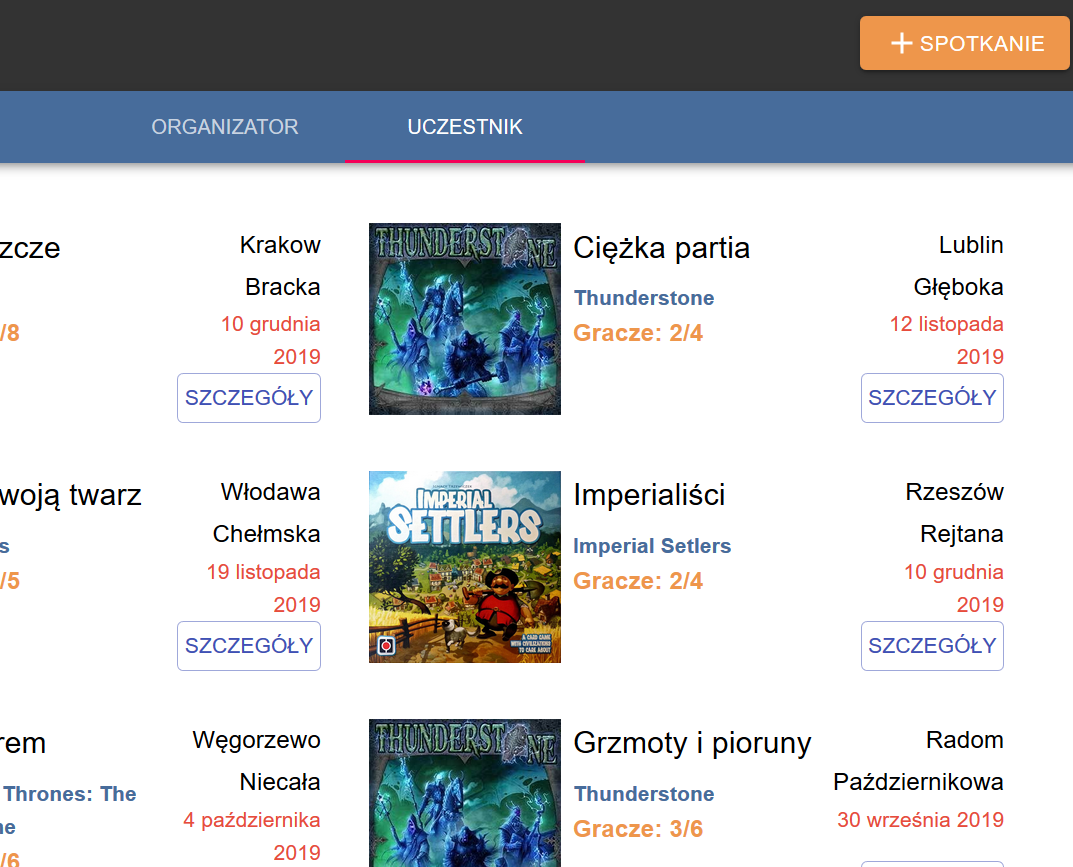 SPOTKANIE
ORGANIZATOR
UCZESTNIK
zcze
/8
Krakow
Bracka
10 grudnia
2019
SZCZEGÓŁY
THUNDERSTONE
Ciężka partia
Thunderstone
Gracze: 2/4
Lublin
Głęboka
12 listopada
2019
SZCZEGÓŁY
woją twarz
s
/5
Włodawa
Chełmska
19 listopada
2019
SZCZEGÓŁY
IMPERIAL
SETTLERS
A CARD GAME
WITH CIVILIZATIONS
TO CARE ABOUT
Imperialiści
Imperial Setlers
Gracze: 2/4
Rzeszów
Rejtana
10 grudnia
2019
SZCZEGÓŁY
rem
Thrones: The
ne
/6
Węgorzewo
Niecała
4 października
2019
THUNDERSTONE
Grzmoty i pioruny
Thunderstone
Gracze: 3/6
Radom
Październikowa
30 września 2019